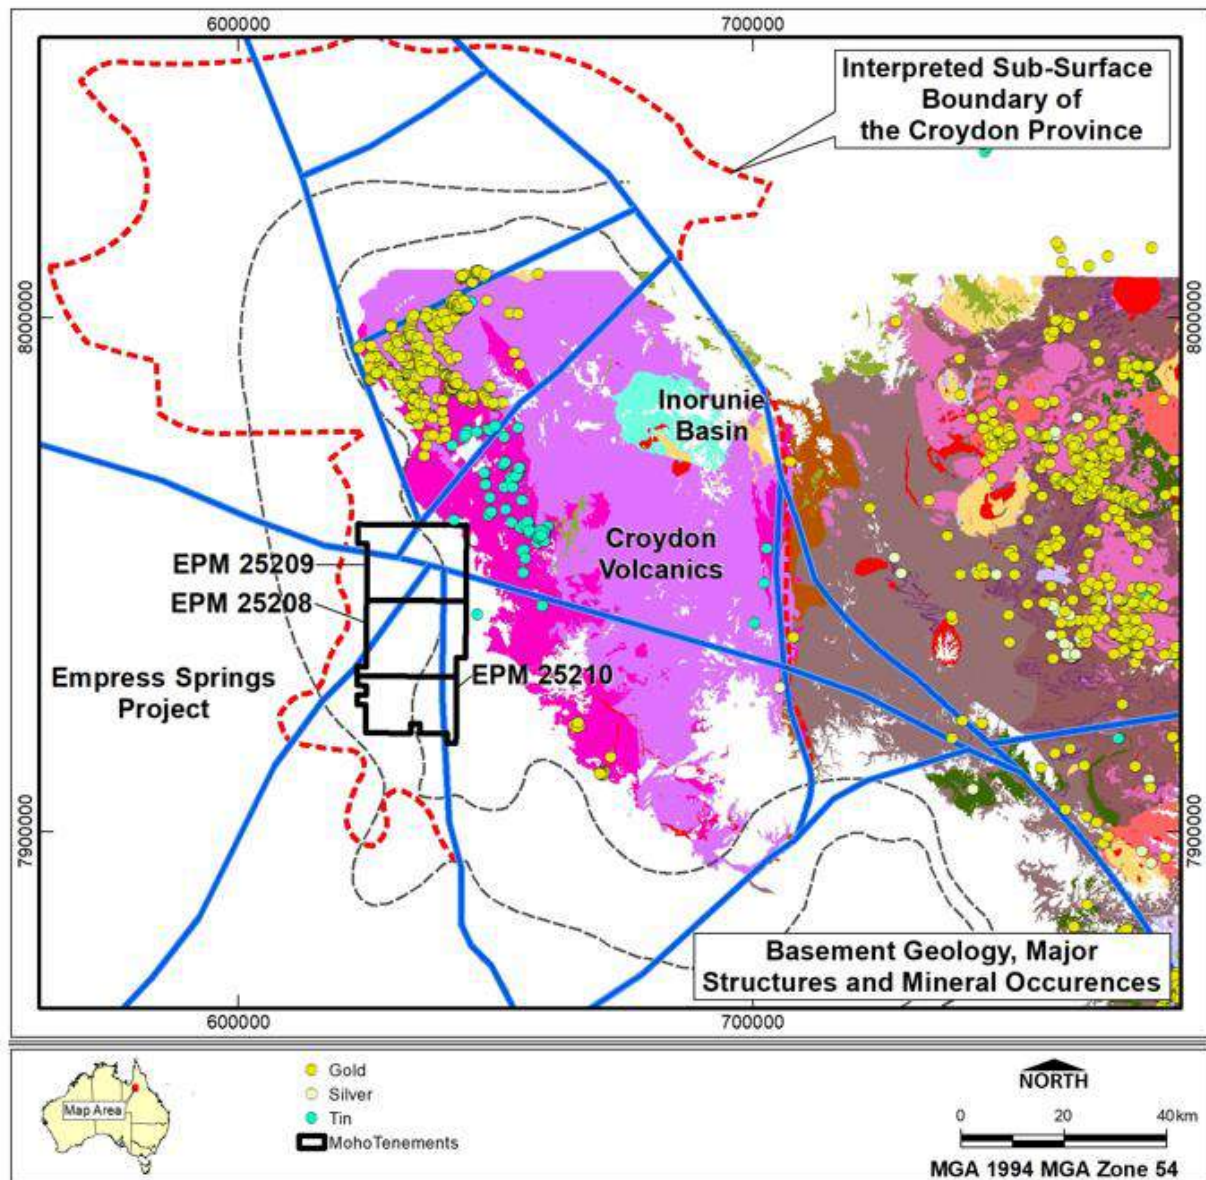 600000
700000
Interpreted Sub-Surface
Boundary of
the Croydon Province
8000000
8000000
Inorunie
Basin
Croydon
Volcanics
EPM 25209
EPM 25208
EPM 25210
Empress Springs
Project
7900000
7900000
Basement Geology, Major
Structures and Mineral Occurences
600000
700000
Map Area
Gold
Silver
Tin
MohoTenements
NORTH
0 20 40km
MGA 1994 MGA Zone 54